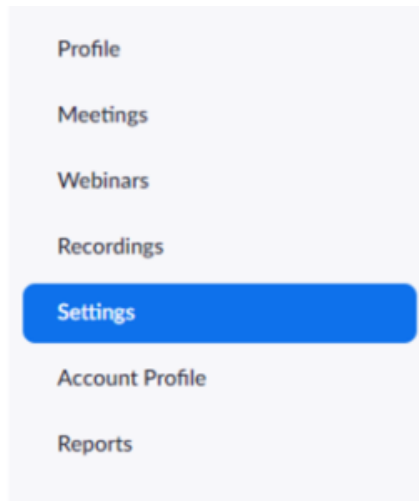 Profile
Meetings
Webinars
Recordings
Settings
Account Profile
Reports